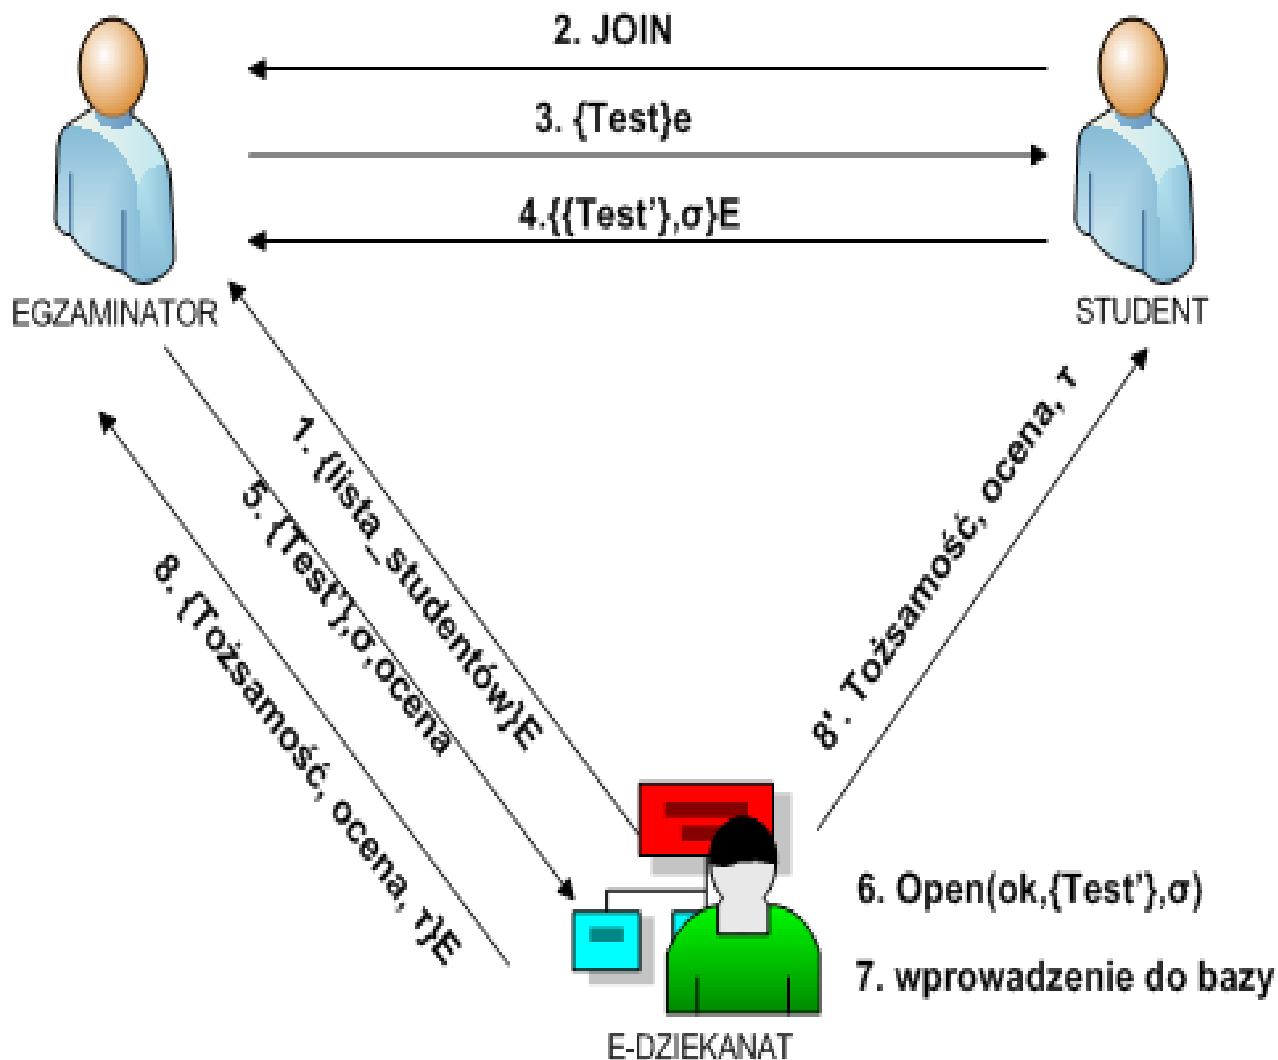 2. JOIN
3. {Test}e
4.{{Test’},σ}E
EGZAMINATOR
STUDENT
1. {lista_studentów}E
5. {Test’},σ,ocena
8. {Tożsamość, ocena, τ}E
8'. Tożsamość, ocena, τ
6. Open(ok,{Test’},σ)
7. wprowadzenie do bazy
E-DZIEKANAT